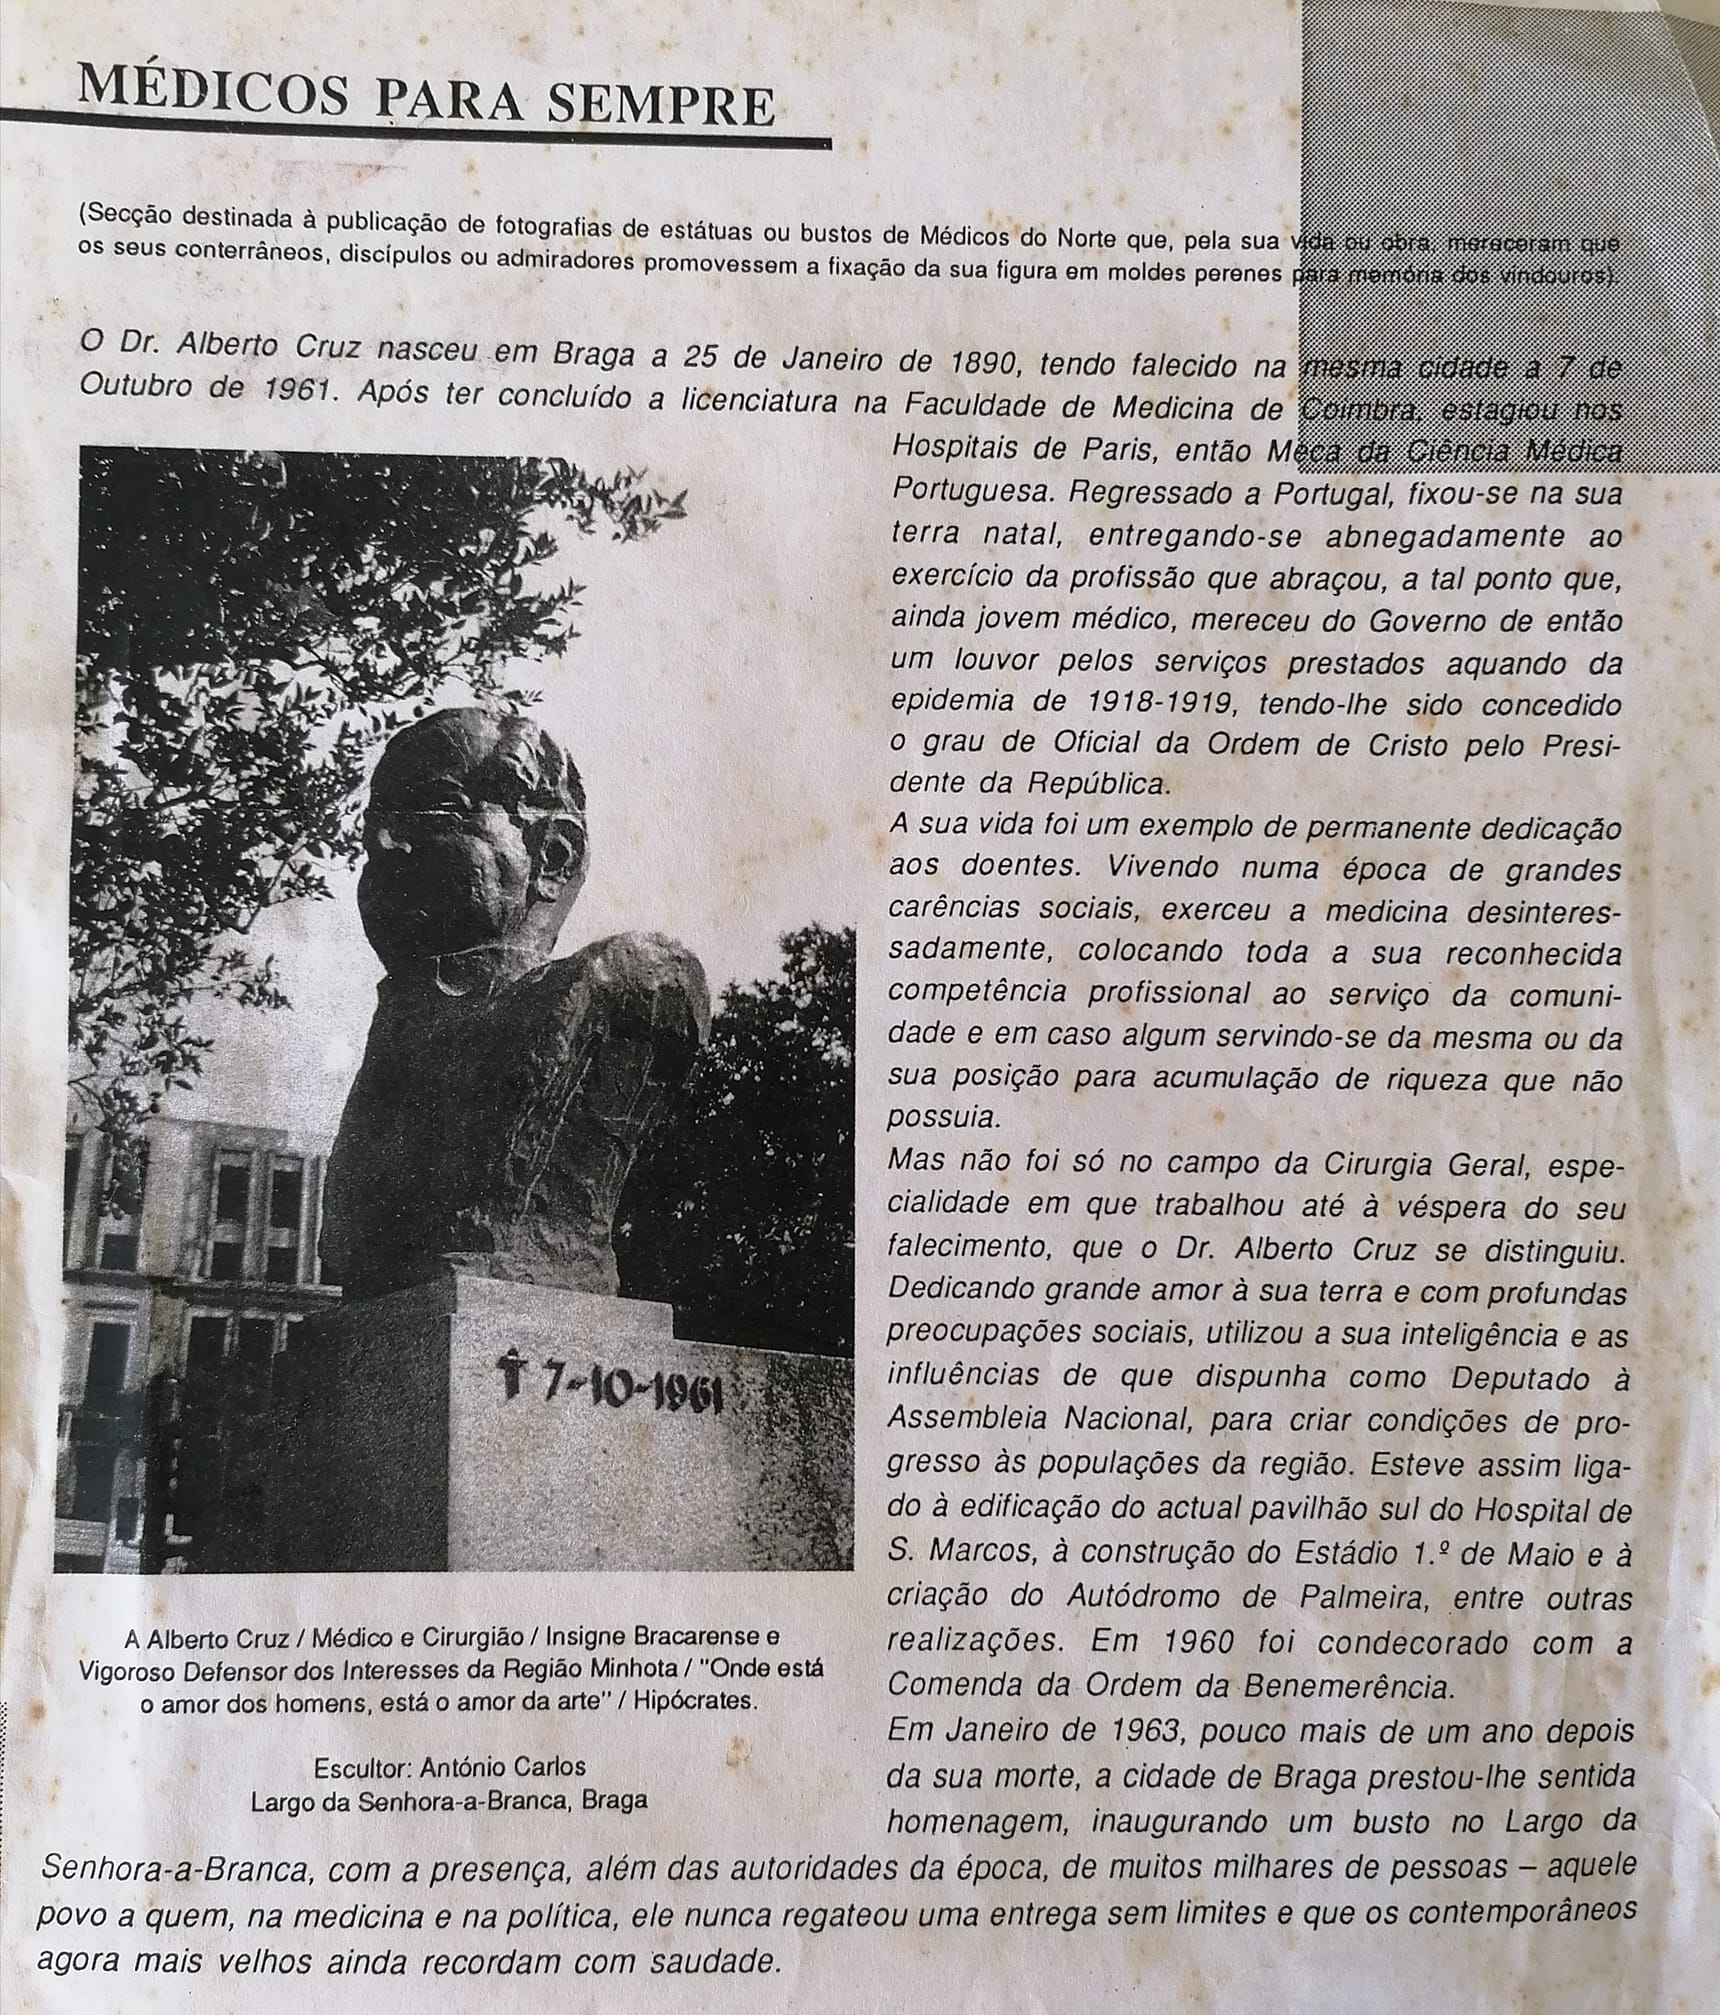 MÉDICOS PARA SEMPRE
(Secção destinada à publicação de fotografias de estátuas ou bustos de Médicos do Norte que, pela sua vida ou obra, mereceram que
os seus conterrâneos, discípulos ou admiradores promovessem a fixação da sua figura em moldes perenes para memória dos vindouros).
O Dr. Alberto Cruz nasceu em Braga a 25 de Janeiro de 1890, tendo falecido na mesma cidade a 7 de
Outubro de 1961. Após ter concluído a licenciatura na Faculdade de Medicina de Coimbra, estagiou nos
Hospitais de Paris, então Meca da Ciência Médica
Portuguesa. Regressado a Portugal, fixou-se na sua
terra natal, entregando-se abnegadamente ao
exercício da profissão que abraçou, a tal ponto que,
ainda jovem médico, mereceu do Governo de então
um louvor pelos serviços prestados aquando da
epidemia de 1918-1919, tendo-lhe sido concedido
o grau de Oficial da Ordem de Cristo pelo Presi-
dente da República.
A sua vida foi um exemplo de permanente dedicação
aos doentes. Vivendo numa época de grandes
carências sociais, exerceu a medicina desinteres-
sadamente, colocando toda a sua reconhecida
competência profissional ao serviço da comuni-
dade e em caso algum servindo-se da mesma ou da
sua posição para acumulação de riqueza que não
possuia.
Mas não foi só no campo da Cirurgia Geral, espe-
cialidade em que trabalhou até à véspera do seu
falecimento, que o Dr. Alberto Cruz se distinguiu.
Dedicando grande amor à sua terra e com profundas
preocupações sociais, utilizou a sua inteligência e as
influências de que dispunha como Deputado à
Assembleia Nacional, para criar condições de pro-
gresso às populações da região. Esteve assim liga-
do à edificação do actual pavilhão sul do Hospital de
S. Marcos, à construção do Estádio 1.º de Maio e à
criação do Autódromo de Palmeira, entre outras
realizações. Em 1960 foi condecorado com a
Comenda da Ordem da Benemerência.
Em Janeiro de 1963, pouco mais de um ano depois
da sua morte, a cidade de Braga prestou-lhe sentida
homenagem, inaugurando um busto no Largo da
Senhora-a-Branca, com a presença, além das autoridades da época, de muitos milhares de pessoas – aquele
povo a quem, na medicina e na política, ele nunca regateou uma entrega sem limites e que os contemporâneos
agora mais velhos ainda recordam com saudade.
† 7-10-1961
A Alberto Cruz / Médico e Cirurgião / Insigne Bracarense e
Vigoroso Defensor dos Interesses da Região Minhota / "Onde está
o amor dos homens, está o amor da arte" / Hipócrates.
Escultor: António Carlos
Largo da Senhora-a-Branca, Braga